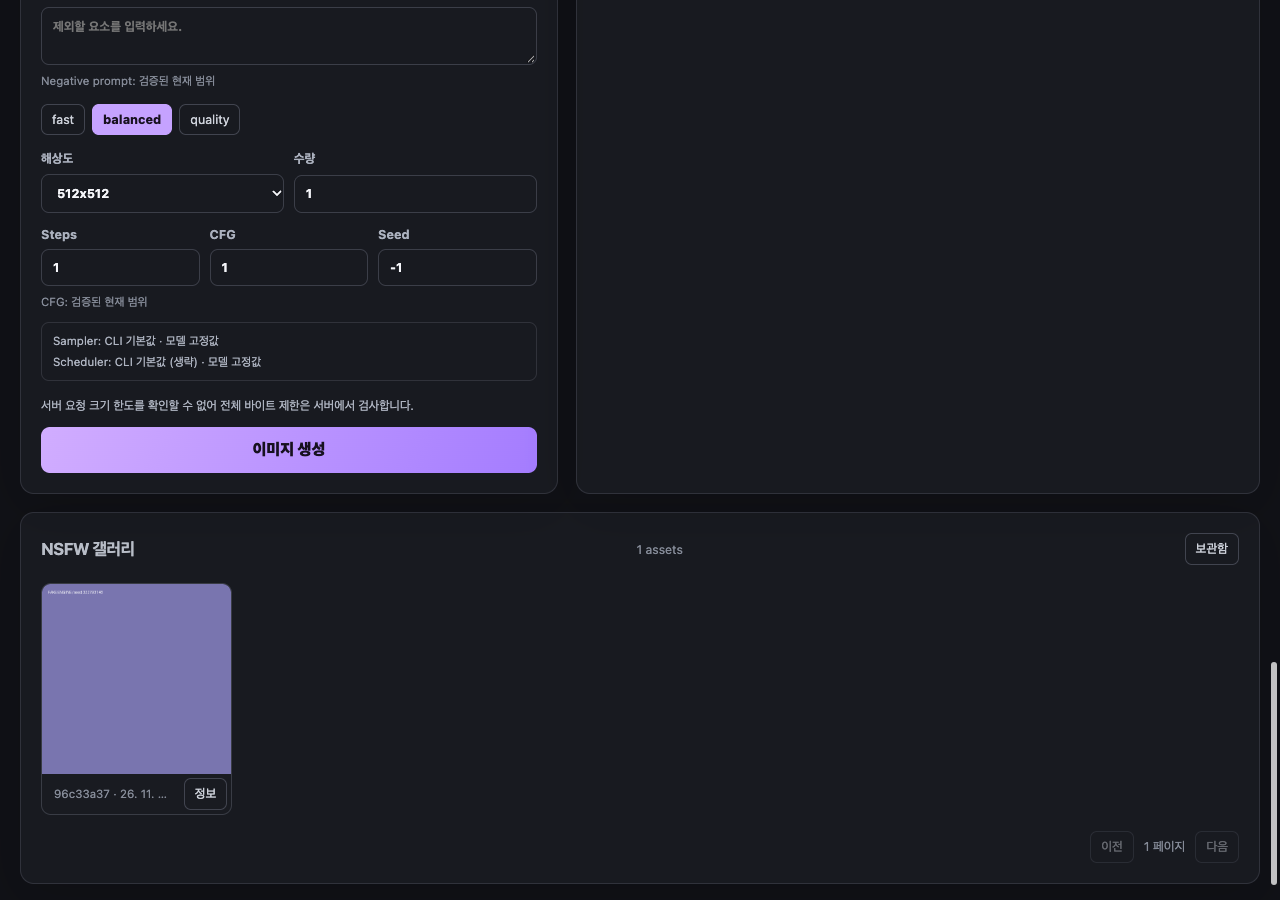 제외할 요소를 입력하세요.
Negative prompt: 검증된 현재 범위
fast balanced quality
해상도 수량
512x512 1
Steps CFG Seed
1 1 -1
CFG: 검증된 현재 범위
Sampler: CLI 기본값 · 모델 고정값
Scheduler: CLI 기본값 (생략) · 모델 고정값
서버 요청 크기 한도를 확인할 수 없어 전체 바이트 제한은 서버에서 검사합니다.
이미지 생성
NSFW 갤러리 1 assets 보관함
96c33a37 · 26. 11. ... 정보
이전 1 페이지 다음